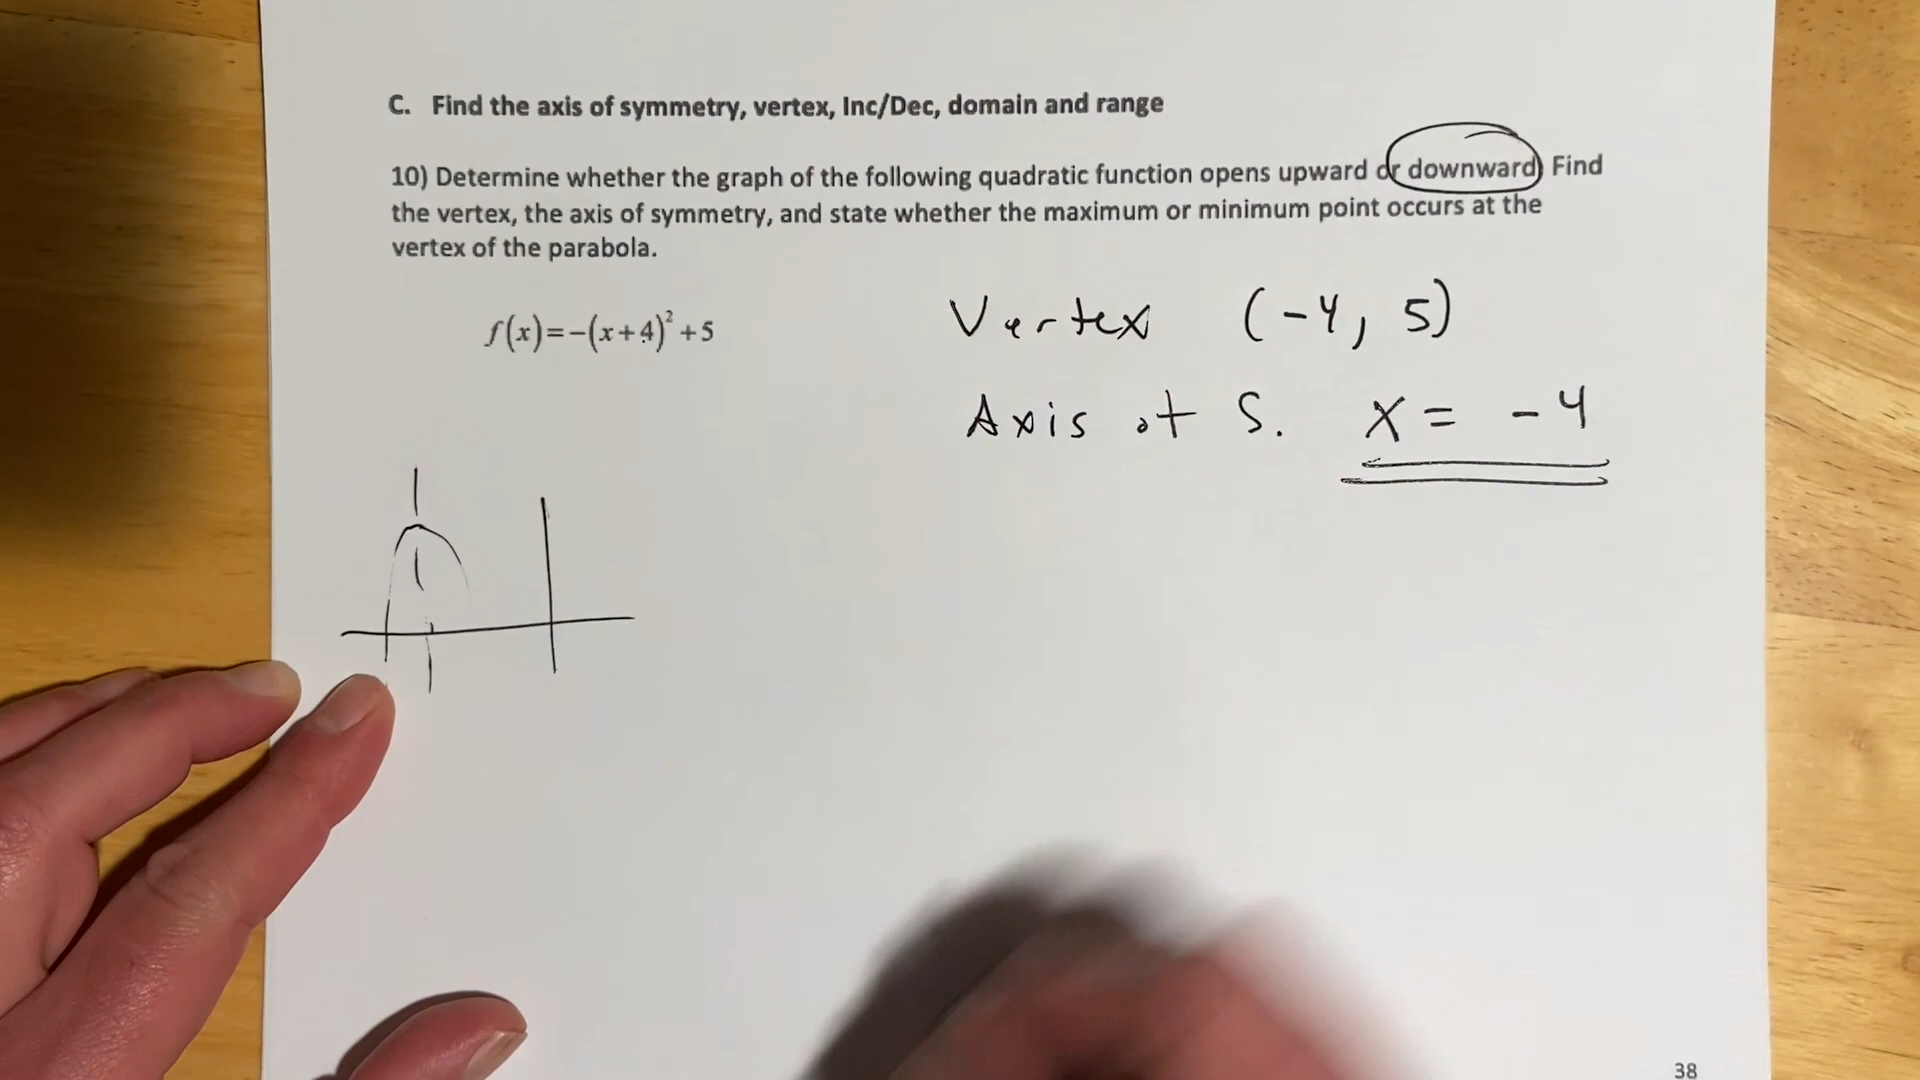 C. Find the axis of symmetry, vertex, Inc/Dec, domain and range
10) Determine whether the graph of the following quadratic function opens upward or downward. Find
the vertex, the axis of symmetry, and state whether the maximum or minimum point occurs at the
vertex of the parabola.
f(x)=-(x+4)²+5
Vertex (-4, 5)
Axis of S. x = -4
38